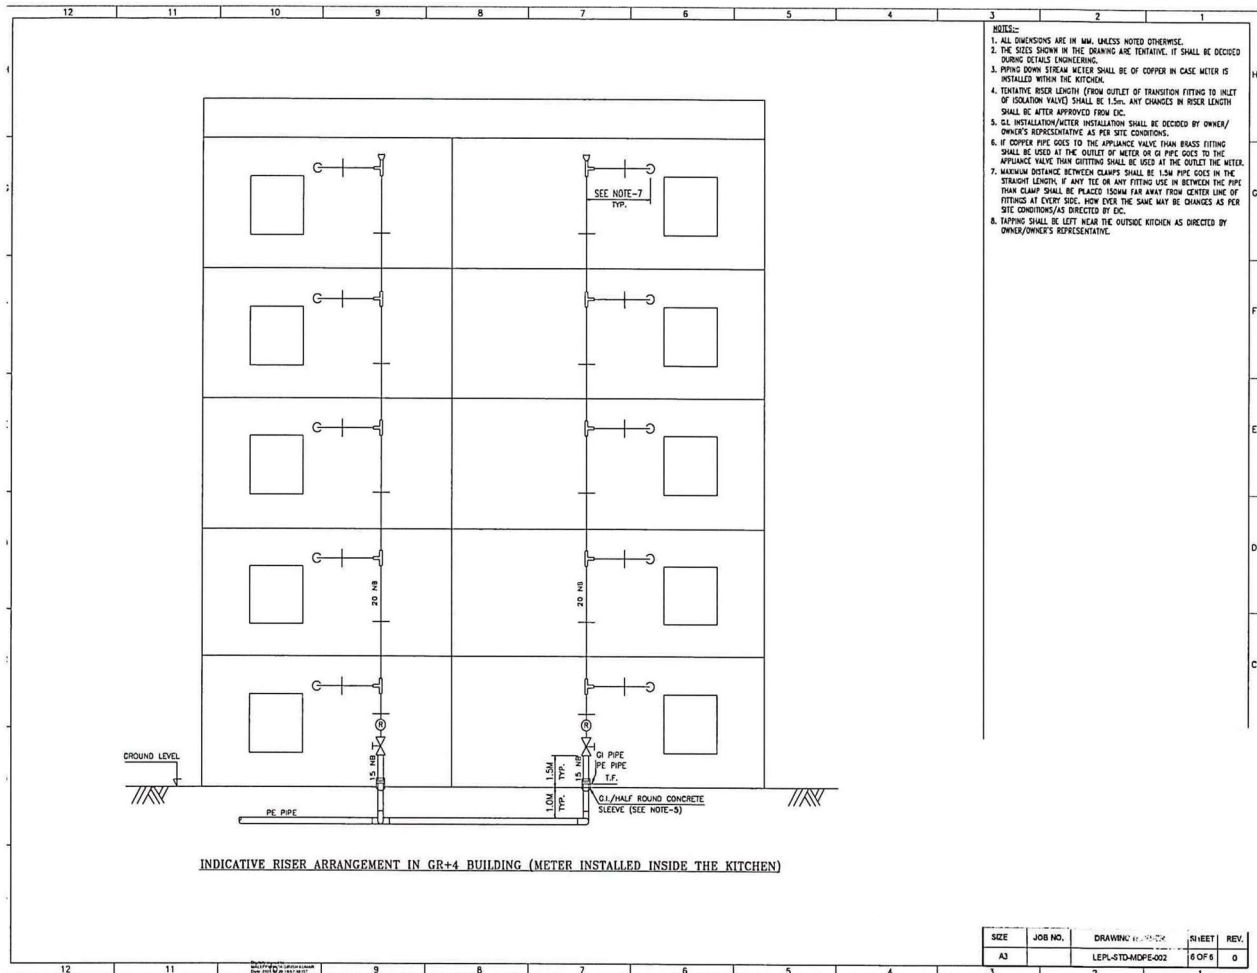 12 11 10 9 8 7 6 5 4 3 2 1
NOTES:-
1. ALL DIMENSIONS ARE IN MM, UNLESS NOTED OTHERWISE.
2. THE SIZES SHOWN IN THE DRAWING ARE TENTATIVE. IT SHALL BE DECIDED
DURING DETAILS ENGINEERING.
3. PIPING DOWN STREAM METER SHALL BE OF COPPER IN CASE METER IS
INSTALLED WITHIN THE KITCHEN.
4. TENTATIVE RISER LENGTH (FROM OUTLET OF TRANSITION FITTING TO INLET
OF ISOLATION VALVE) SHALL BE 1.5m. ANY CHANGES IN RISER LENGTH
SHALL BE AFTER APPROVED FROM EIC.
5. G.I. INSTALLATION/METER INSTALLATION SHALL BE DECIDED BY OWNER/
OWNER'S REPRESENTATIVE AS PER SITE CONDITIONS.
6. IF COPPER PIPE GOES TO THE APPLIANCE VALVE THAN BRASS FITTING
SHALL BE USED AT THE OUTLET OF METER OR GI PIPE GOES TO THE
APPLIANCE VALVE THAN GIFITTING SHALL BE USED AT THE OUTLET THE METER.
7. MAXIMUM DISTANCE BETWEEN CLAMPS SHALL BE 1.5M PIPE GOES IN THE
STRAIGHT LENGTH, IF ANY TEE OR ANY FITTING USE IN BETWEEN THE PIPE
THAN CLAMP SHALL BE PLACED 150MM FAR AWAY FROM CENTER LINE OF
FITTINGS AT EVERY SIDE. HOW EVER THE SAME MAY BE CHANGES AS PER
SITE CONDITIONS/AS DIRECTED BY EIC.
8. TAPPING SHALL BE LEFT NEAR THE OUTSIDE KITCHEN AS DIRECTED BY
OWNER/OWNER'S REPRESENTATIVE.
H
G
F
E
D
C
SEE NOTE-7
TYP.
20 NB
20 NB
R
R
GROUND LEVEL
15 NB
1.5M
TYP.
15 NB
GI PIPE
PE PIPE
T.F.
1.0M
TYP.
G.I./HALF ROUND CONCRETE
SLEEVE (SEE NOTE-5)
PE PIPE
INDICATIVE RISER ARRANGEMENT IN GR+4 BUILDING (METER INSTALLED INSIDE THE KITCHEN)
SIZE JOB NO. DRAWING SHEET REV.
A3 LEPL-STD-MDPE-002 6 OF 6 0
12 11 10 9 8 7 6 5 4 3 2 1